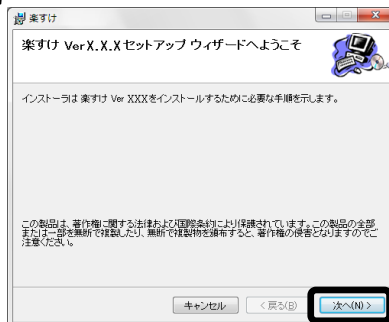 楽すけ
楽すけ VerX.X.Xセットアップ ウィザードへようこそ
インストーラは 楽すけ Ver XXXをインストールするために必要な手順を示します。
この製品は、著作権に関する法律および国際条約により保護されています。この製品の全部
または一部を無断で複製したり、無断で複製物を頒布すると、著作権の侵害となりますのでご
注意ください。
キャンセル
< 戻る(B)
次へ(N) >